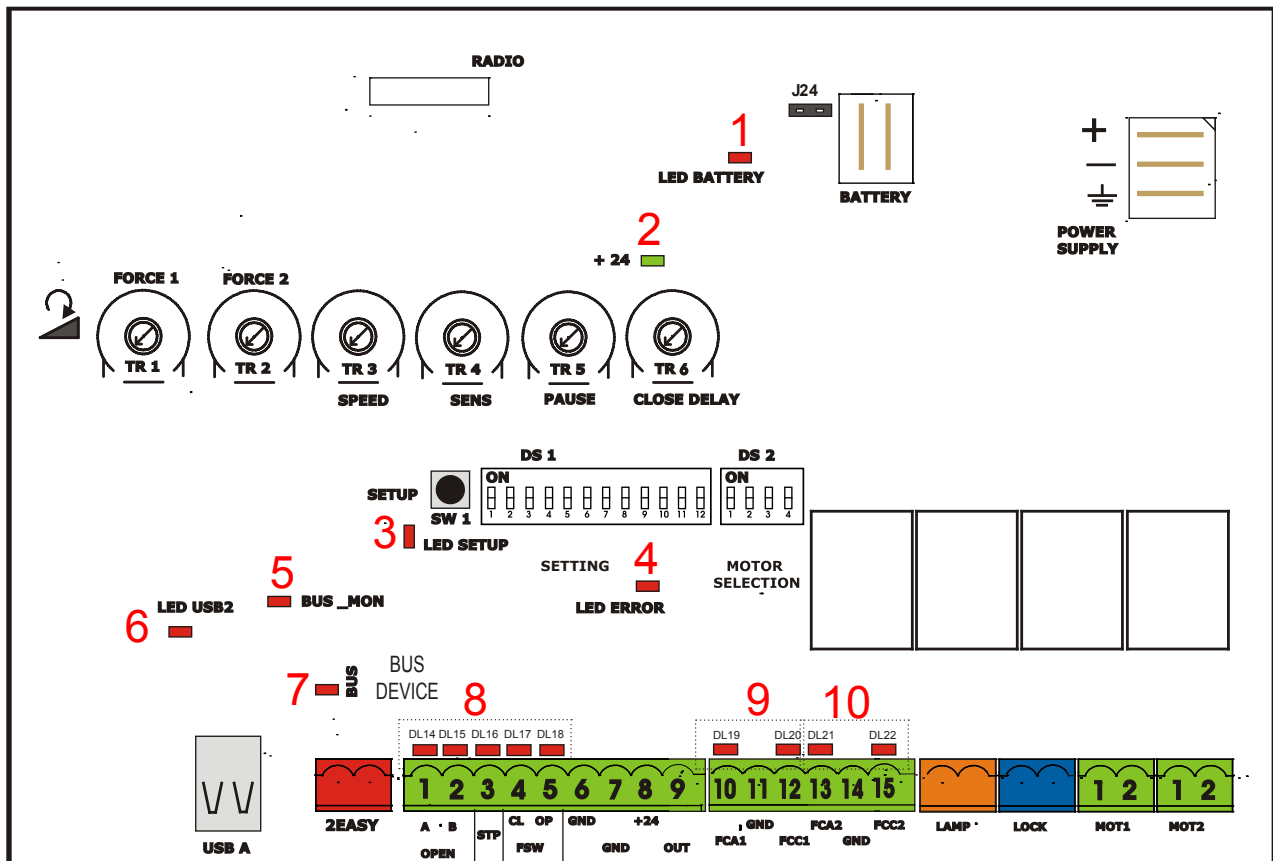 RADIO
J24
1
LED BATTERY
BATTERY
+
−
POWER
SUPPLY
2
+ 24
FORCE 1
FORCE 2
TR 1
TR 2
TR 3
TR 4
TR 5
TR 6
SPEED
SENS
PAUSE
CLOSE DELAY
DS 1
DS 2
ON
ON
1 2 3 4 5 6 7 8 9 10 11 12
1 2 3 4
SETUP
SW 1
3
LED SETUP
SETTING
4
LED ERROR
MOTOR
SELECTION
5
BUS _MON
LED USB2
6
7
BUS
BUS
DEVICE
8
9
10
DL14 DL15 DL16 DL17 DL18
DL19 DL20 DL21 DL22
1 2 3 4 5 6 7 8 9
10 11 12 13 14 15
1 2
1 2
USB A
2EASY
A B
OPEN
STP
CL OP
FSW
GND
GND
+24
OUT
FCA1
GND
FCC1
FCA2
GND
FCC2
LAMP
LOCK
MOT1
MOT2